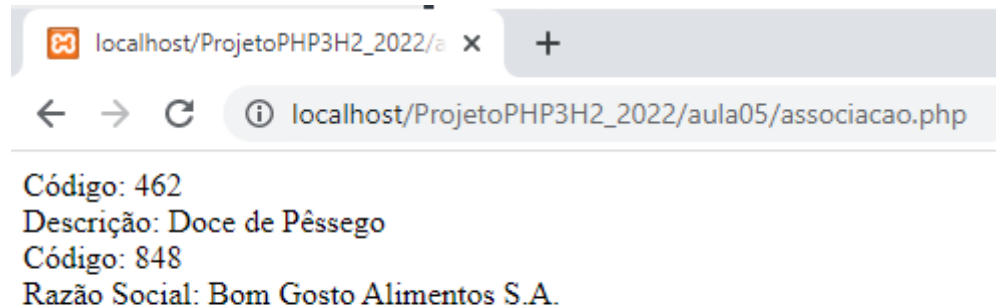 localhost/ProjetoPHP3H2_2022/a
localhost/ProjetoPHP3H2_2022/aula05/associacao.php
Código: 462
Descrição: Doce de Pêssego
Código: 848
Razão Social: Bom Gosto Alimentos S.A.